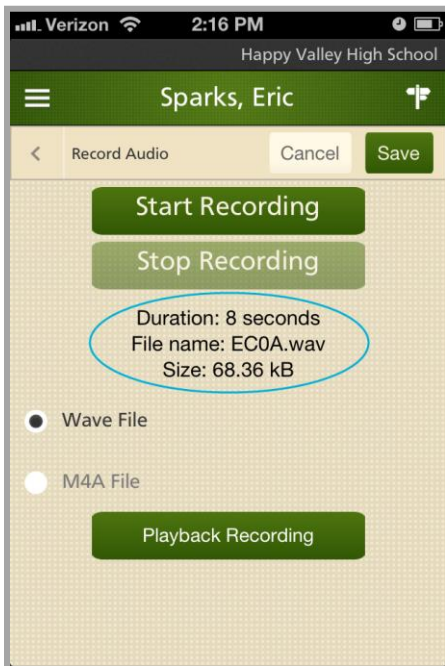 Verizon 2:16 PM
Happy Valley High School
Sparks, Eric
Record Audio Cancel Save
Start Recording
Stop Recording
Duration: 8 seconds
File name: EC0A.wav
Size: 68.36 kB
Wave File
M4A File
Playback Recording